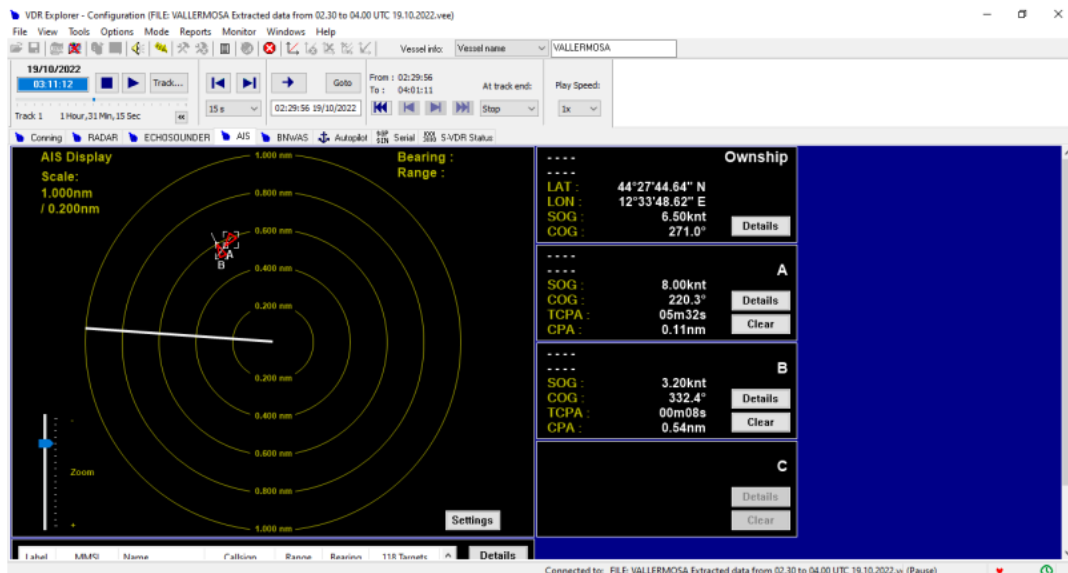 VDR Explorer - Configuration (FILE: VALLERMOSA Extracted data from 02.30 to 04.00 UTC 19.10.2022.vee)
File View Tools Options Mode Reports Monitor Windows Help
Vessel info: Vessel name VALLERMOSA
19/10/2022
03:11:12 Track... Goto From : 02:29:56 At track end: Play Speed:
To : 04:01:11
15 s 02:29:56 19/10/2022 Stop 1x
Track 1 1 Hour,31 Min,15 Sec
Conning RADAR ECHOSOUNDER AIS BNWAS Autopilot Serial S-VDR Status
AIS Display
Scale:
1.000nm
/ 0.200nm
Bearing :
Range :
1.000 nm
0.800 nm
0.600 nm
A
B
0.400 nm
0.200 nm
0.200 nm
0.400 nm
0.600 nm
0.800 nm
1.000 nm
Zoom
Settings
- - - - Ownship
- - - -
LAT : 44°27'44.64" N
LON : 12°33'48.62" E
SOG : 6.50knt
COG : 271.0°
Details
- - - -
- - - - A
SOG : 8.00knt
COG : 220.3°
TCPA : 05m32s
CPA : 0.11nm
Details
Clear
- - - -
- - - - B
SOG : 3.20knt
COG : 332.4°
TCPA : 00m08s
CPA : 0.54nm
Details
Clear
C
Details
Clear
Label MMSI Name Callsign Range Bearing 118 Targets Details
Connected to: FILE: VALLERMOSA Extracted data from 02.30 to 04.00 UTC 19.10.2022.ve (Pause)